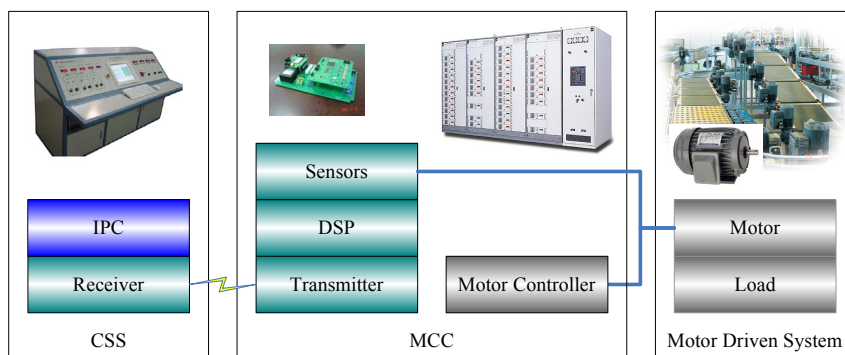 Sensors
IPC
DSP
Motor
Receiver
Transmitter
Motor Controller
Load
CSS
MCC
Motor Driven System